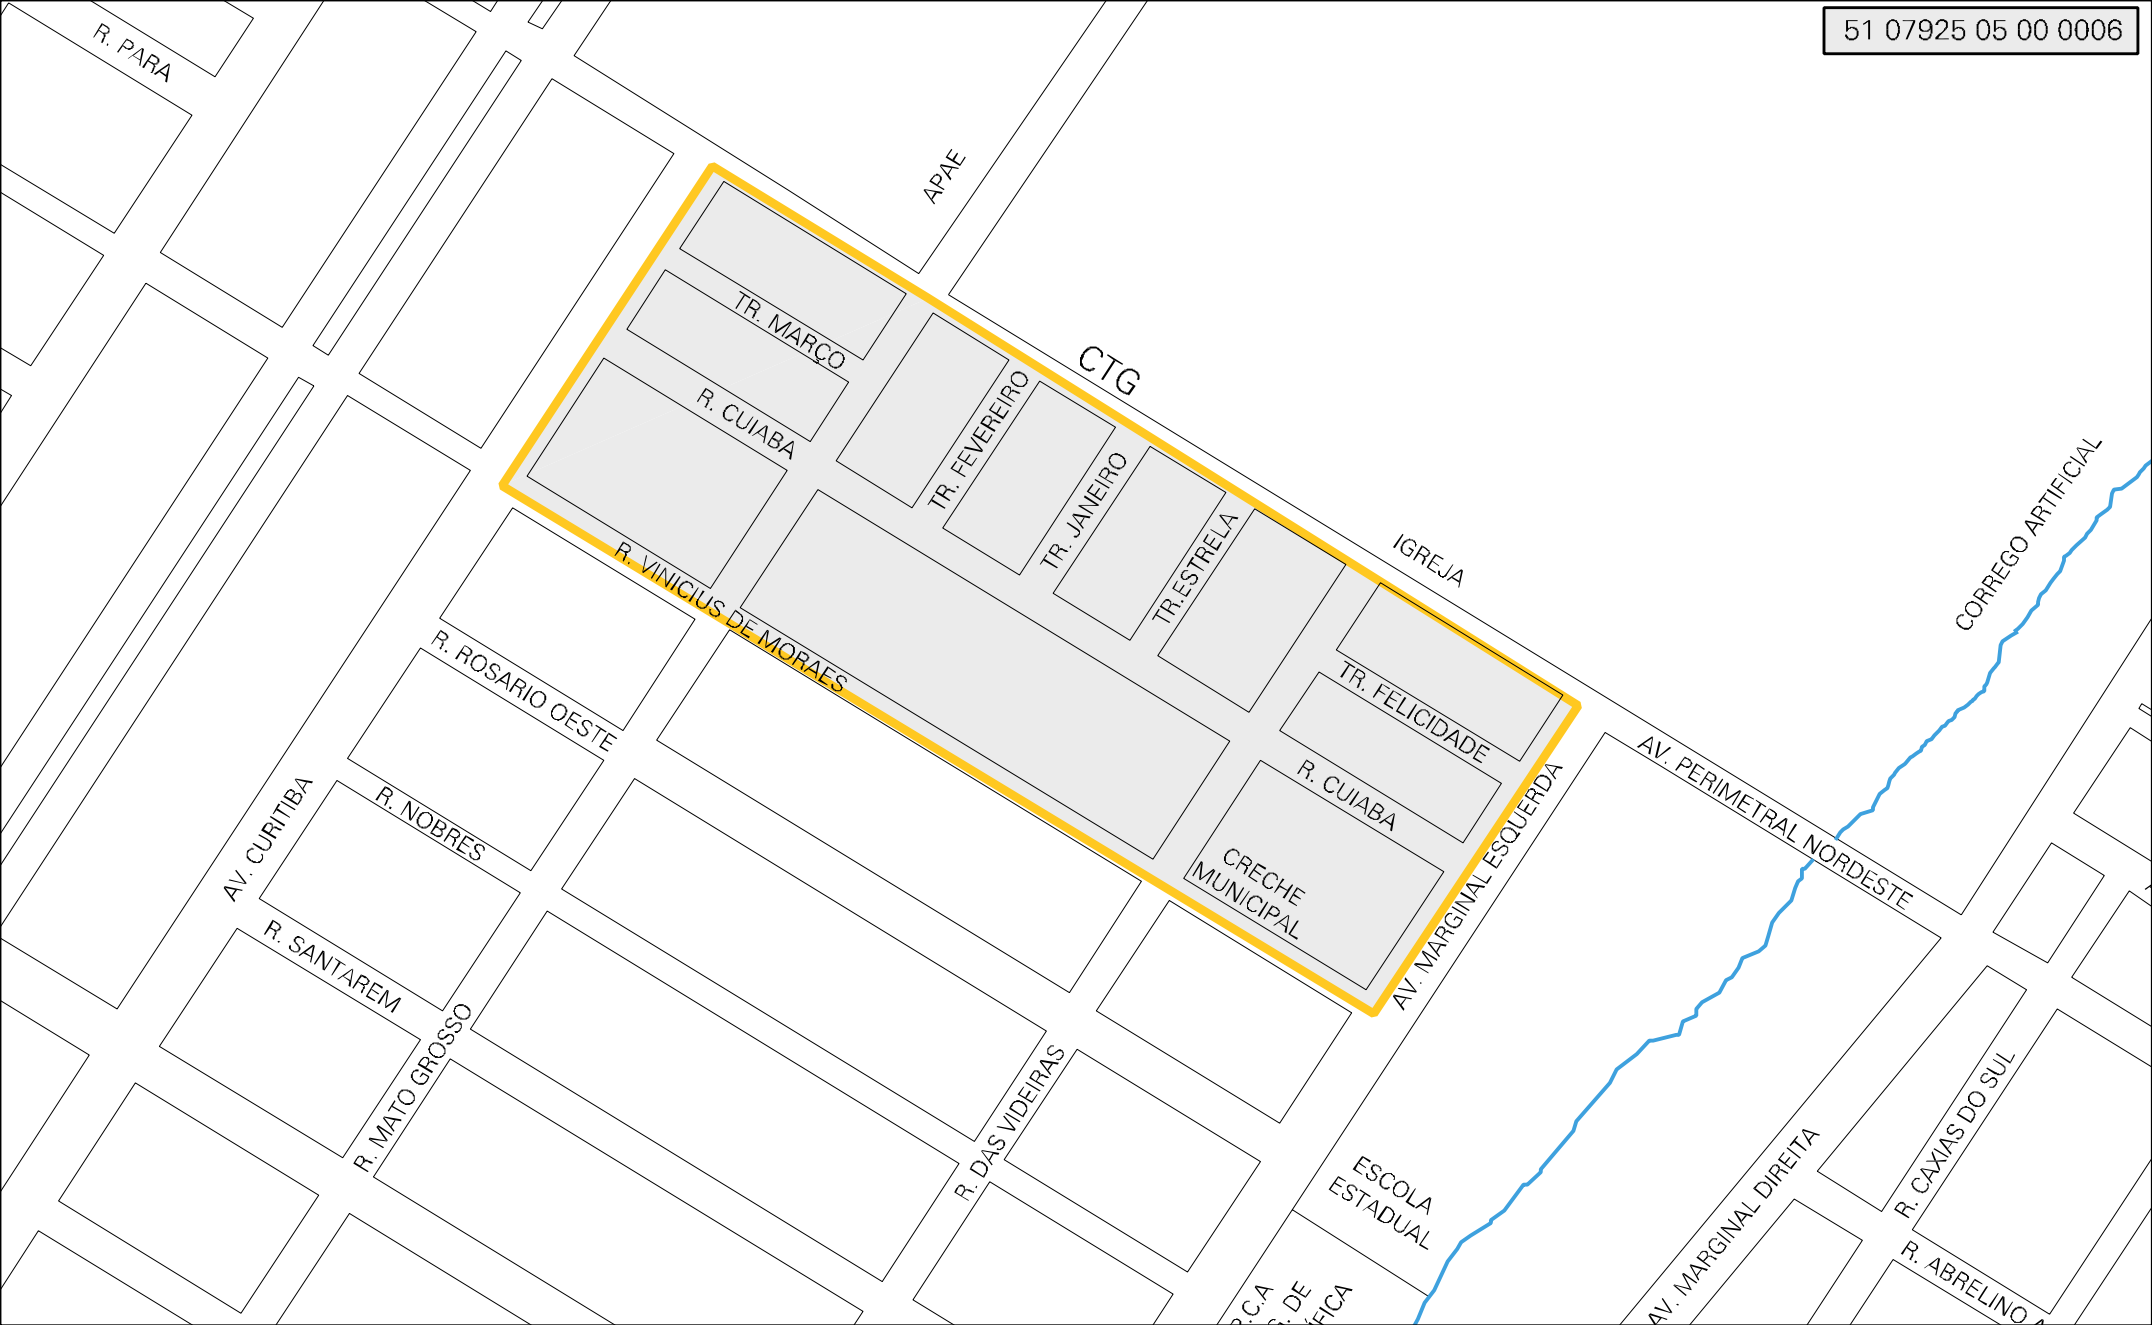 51 07925 05 00 0006
R. PARA
APAE
TR. MARÇO
CTG
R. CUIABA
TR. FEVEREIRO
TR. JANEIRO
TR.ESTRELA
IGREJA
CORREGO ARTIFICIAL
R. VINICIUS DE MORAES
R. ROSARIO OESTE
TR. FELICIDADE
R. CUIABA
AV. PERIMETRAL NORDESTE
AV. MARGINAL ESQUERDA
CRECHE
MUNICIPAL
AV. CURITIBA
R. NOBRES
R. SANTAREM
R. MATO GROSSO
R. DAS VIDEIRAS
ESCOLA
ESTADUAL
AV. MARGINAL DIREITA
R. CAXIAS DO SUL
R. ABRELINO
DE